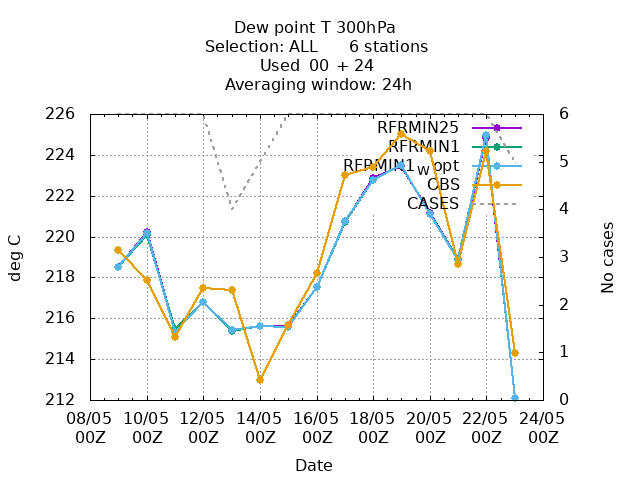 Dew point T 300hPa
Selection: ALL 6 stations
Used 00 + 24
Averaging window: 24h
226
224
222
220
218
216
214
212
6
5
4
3
2
1
0
deg C
No cases
RFRMIN25
RFRMIN1
RFRMIN1wopt
OBS
CASES
08/05 10/05 12/05 14/05 16/05 18/05 20/05 22/05 24/05
00Z 00Z 00Z 00Z 00Z 00Z 00Z 00Z 00Z
Date